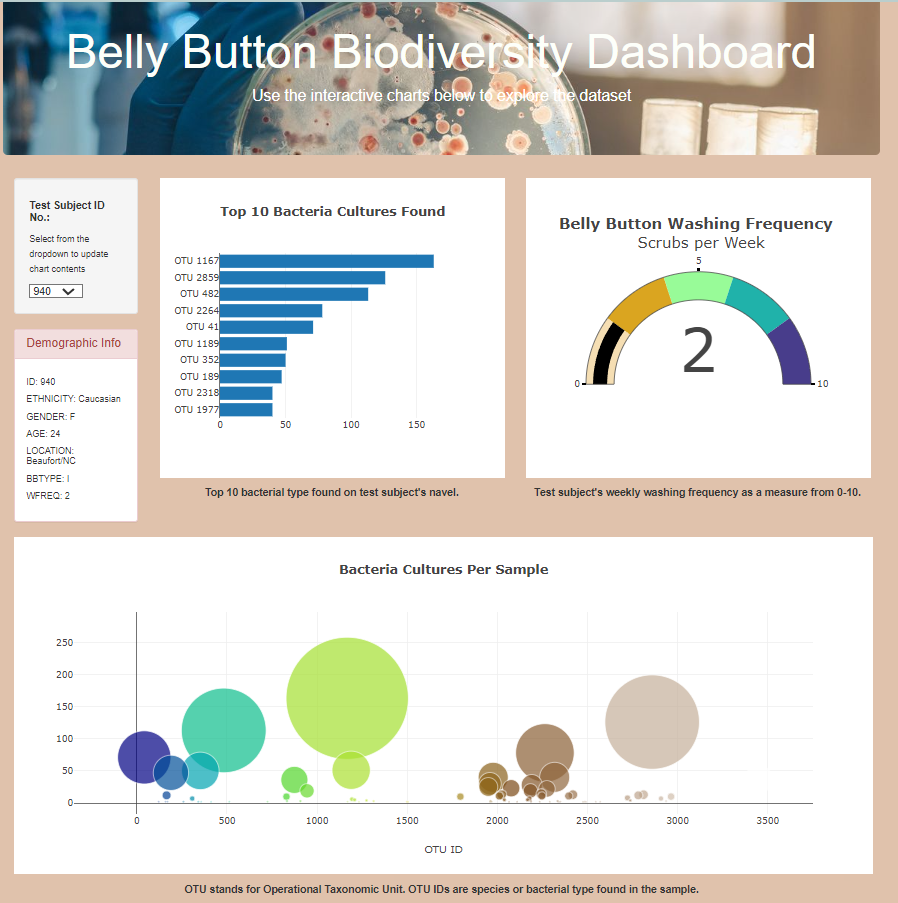 Belly Button Biodiversity Dashboard
Use the interactive charts below to explore the dataset
Test Subject ID
No.:
Select from the
dropdown to update
chart contents
940
Demographic Info
ID: 940
ETHNICITY: Caucasian
GENDER: F
AGE: 24
LOCATION:
Beaufort/NC
BBTYPE: I
WFREQ: 2
Top 10 Bacteria Cultures Found
OTU 1167
OTU 2859
OTU 482
OTU 2264
OTU 41
OTU 1189
OTU 352
OTU 189
OTU 2318
OTU 1977
0 50 100 150
Top 10 bacterial type found on test subject's navel.
Belly Button Washing Frequency
Scrubs per Week
5
2
0 10
Test subject's weekly washing frequency as a measure from 0-10.
Bacteria Cultures Per Sample
250
200
150
100
50
0
0 500 1000 1500 2000 2500 3000 3500
OTU ID
OTU stands for Operational Taxonomic Unit. OTU IDs are species or bacterial type found in the sample.